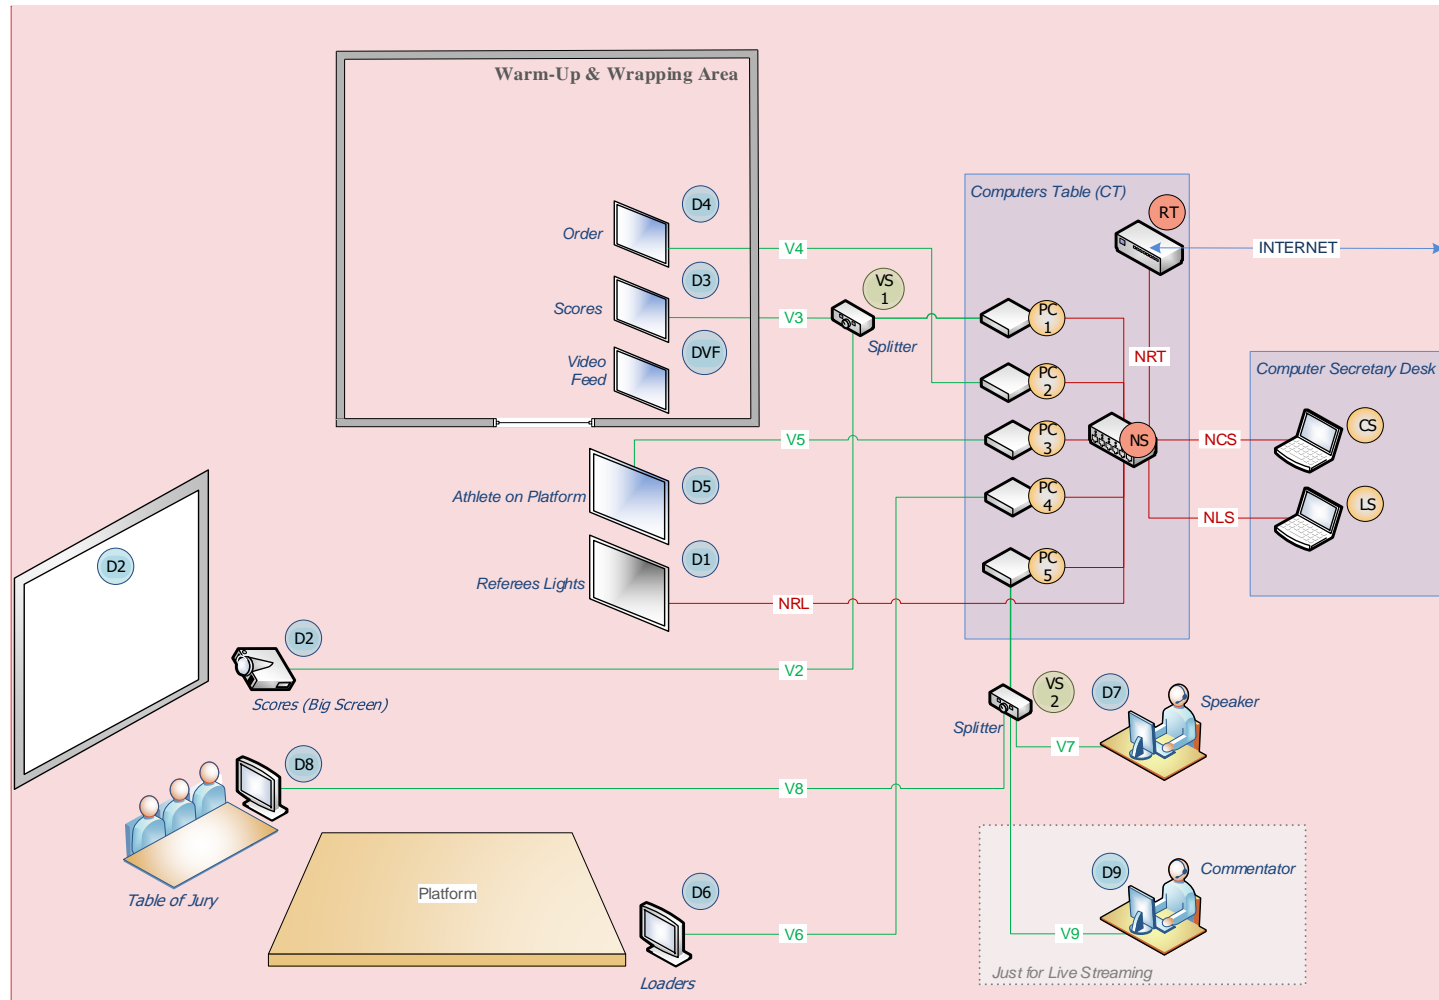 Warm-Up & Wrapping Area
D4
Computers Table (CT)
RT
Order
V4
INTERNET
D3
VS
1
Scores
V3
PC
1
Splitter
DVF
Video
Feed
NRT
PC
2
Computer Secretary Desk
V5
PC
3
NS
NCS
CS
D5
Athlete on Platform
PC
4
NLS
LS
D2
D1
PC
5
Referees Lights
NRL
D2
V2
VS
2
D7
Speaker
Scores (Big Screen)
Splitter
V7
D8
V8
Table of Jury
Platform
D6
D9
Commentator
V6
V9
Loaders
Just for Live Streaming